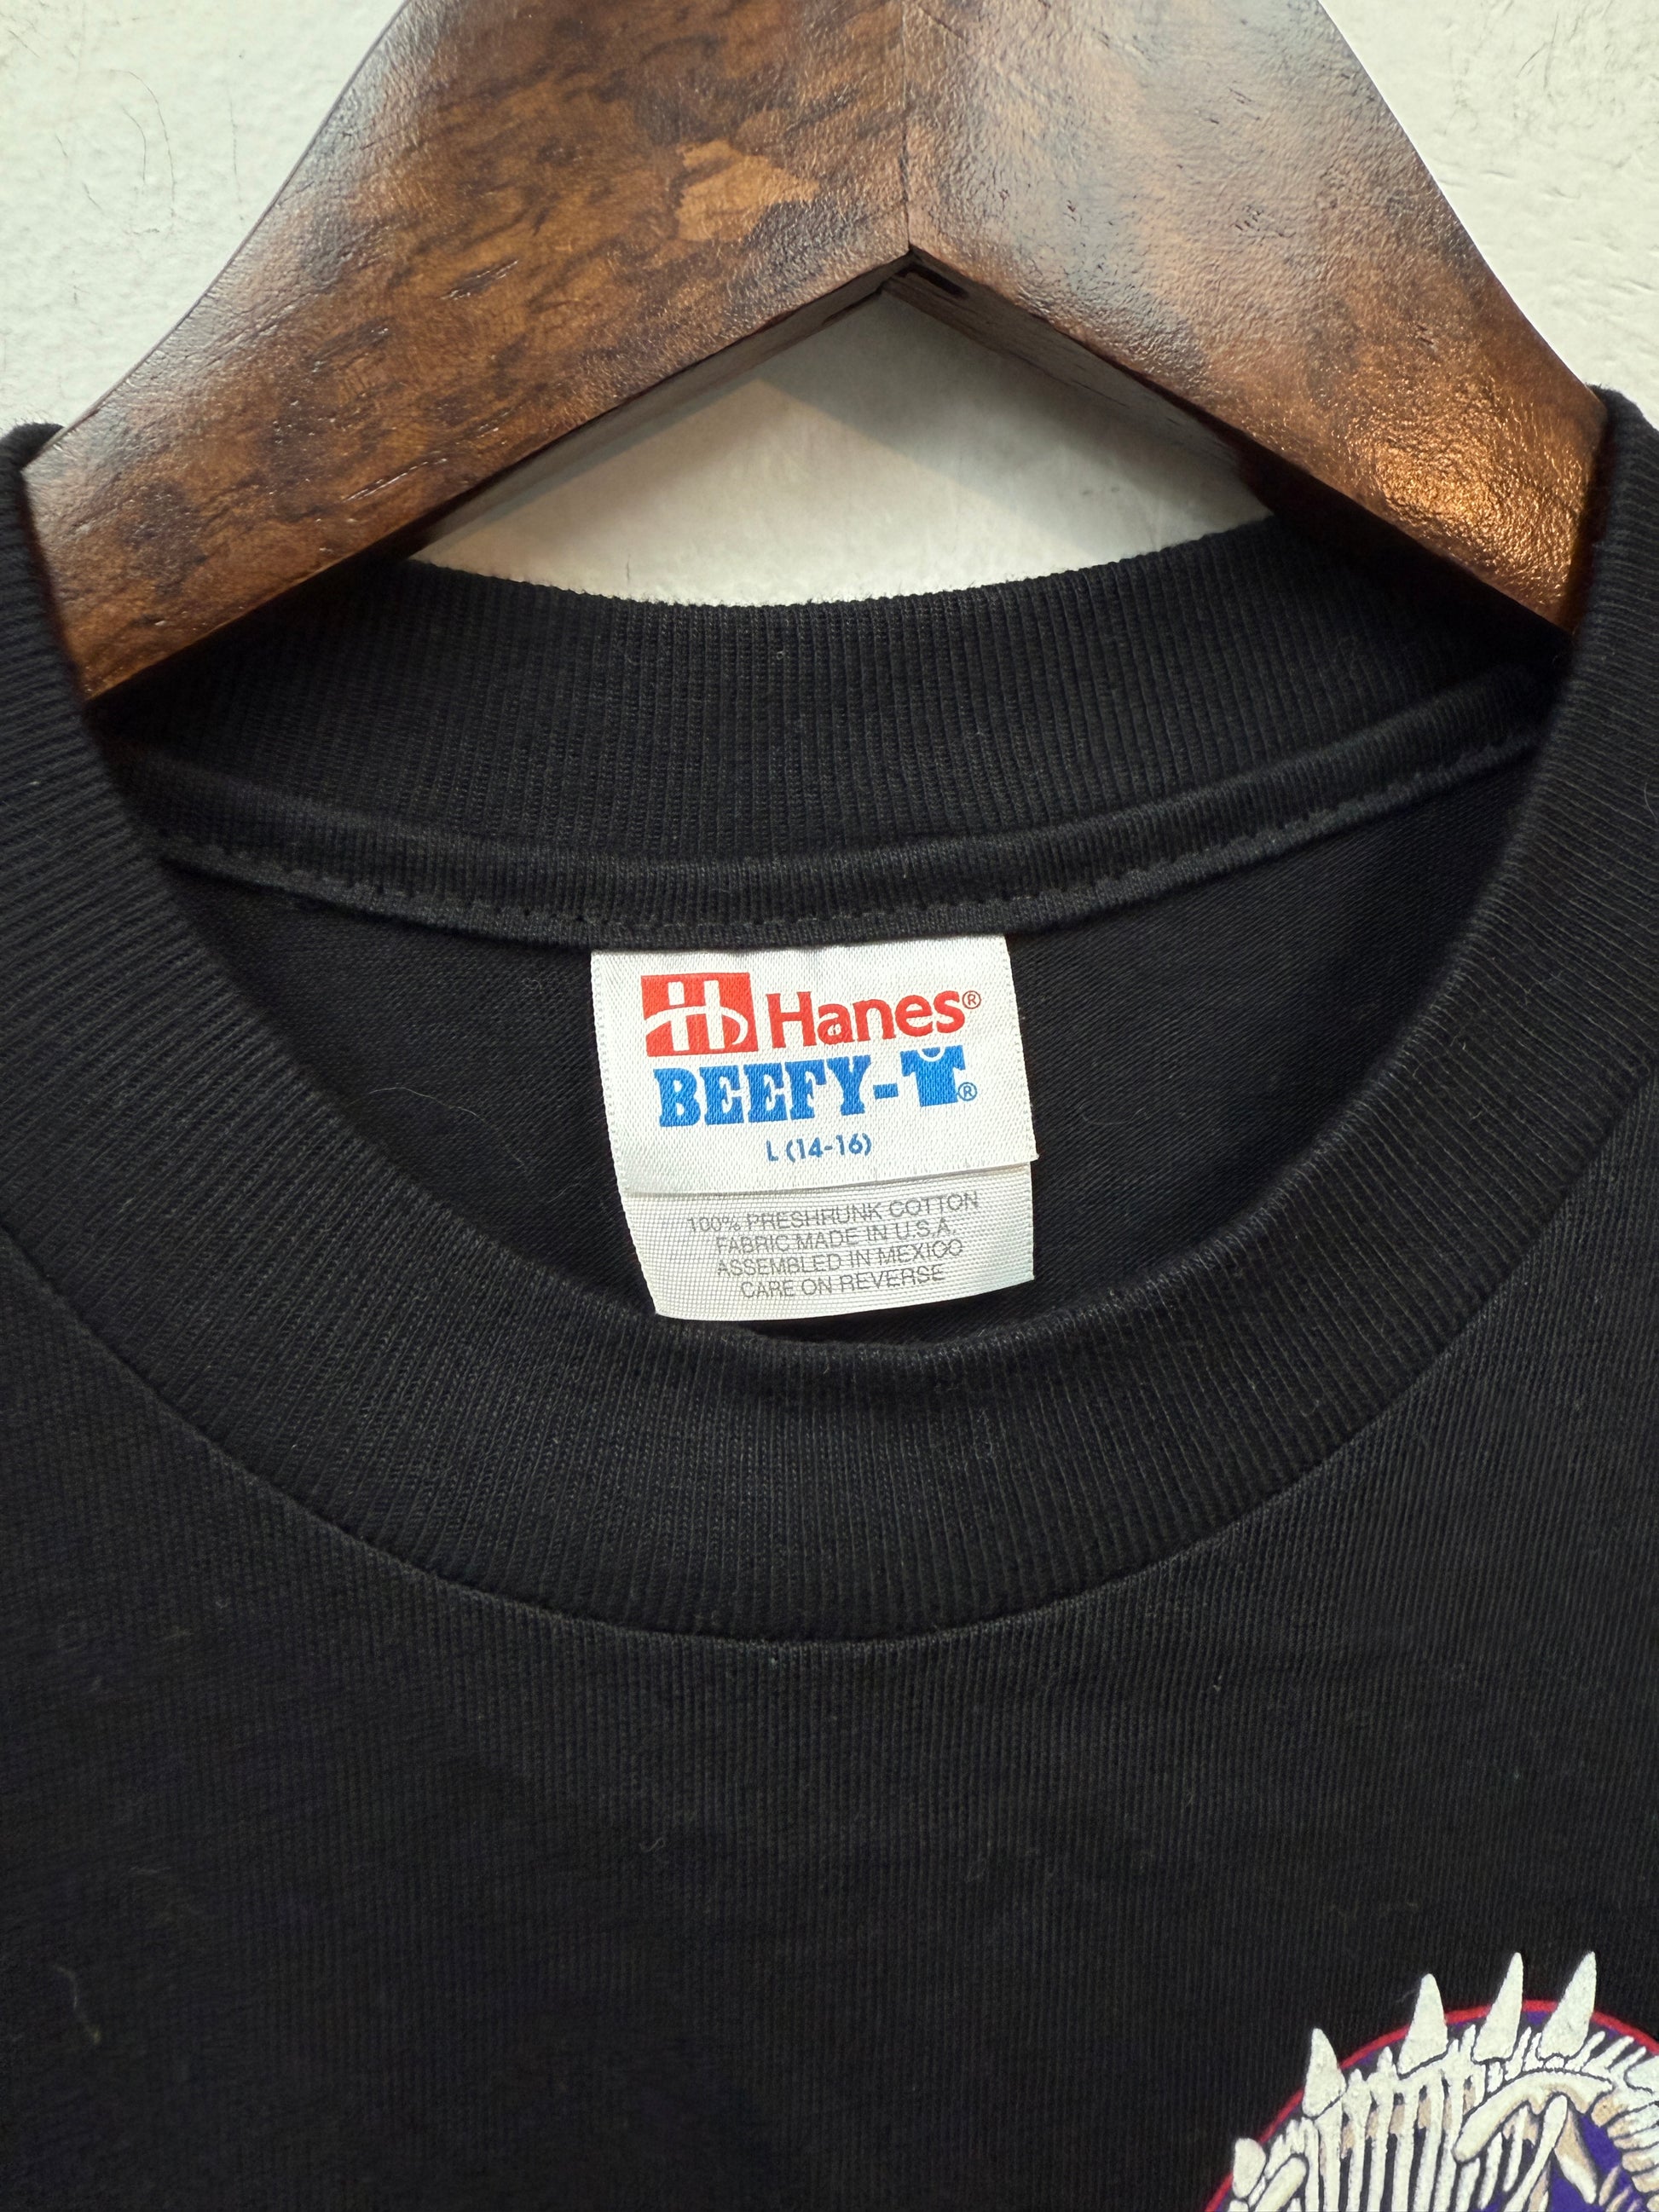 Hanes®
BEEFY-T®
L (14-16)
100% PRESHRUNK COTTON
FABRIC MADE IN U.S.A.
ASSEMBLED IN MEXICO
CARE ON REVERSE